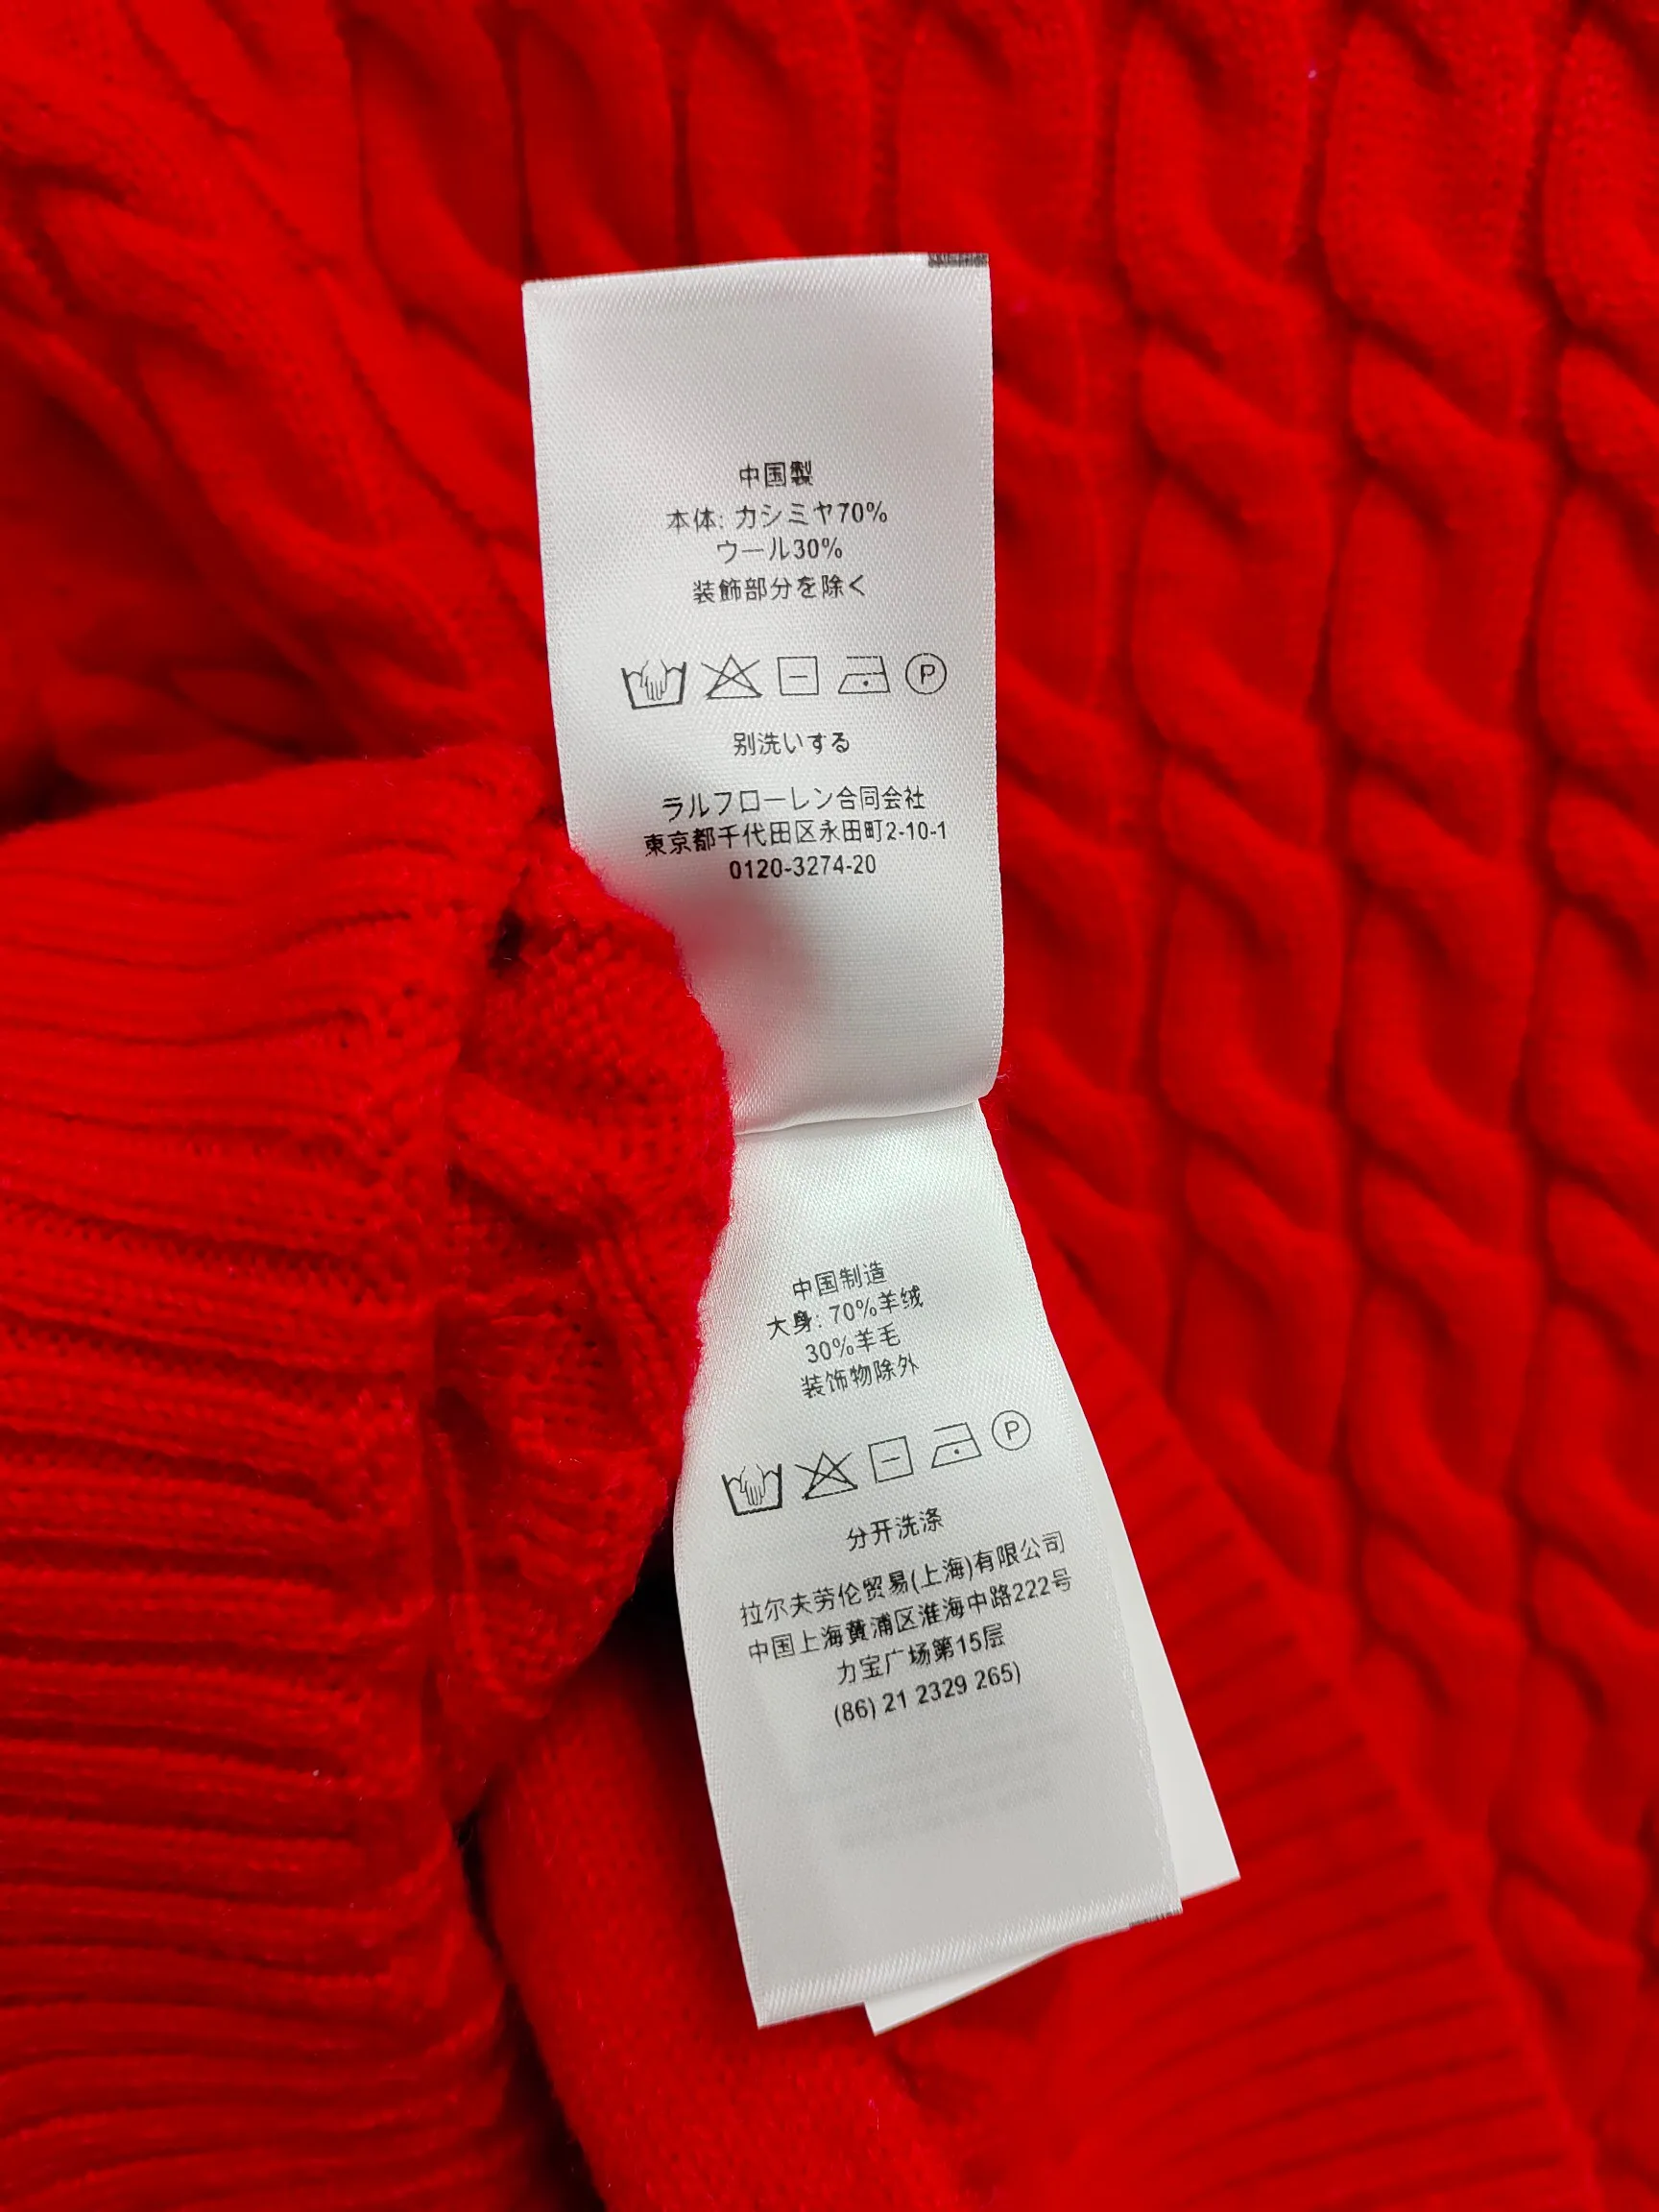 中国製
本体: カシミヤ70%
ウール30%
装飾部分を除く
P
别洗いする
ラルフローレン合同会社
東京都千代田区永田町2-10-1
0120-3274-20
中国制造
大身: 70%羊绒
30%羊毛
装饰物除外
P
分开洗涤
拉尔夫劳伦贸易(上海)有限公司
中国上海黄浦区淮海中路222号
力宝广场第15层
(86) 21 2329 265)